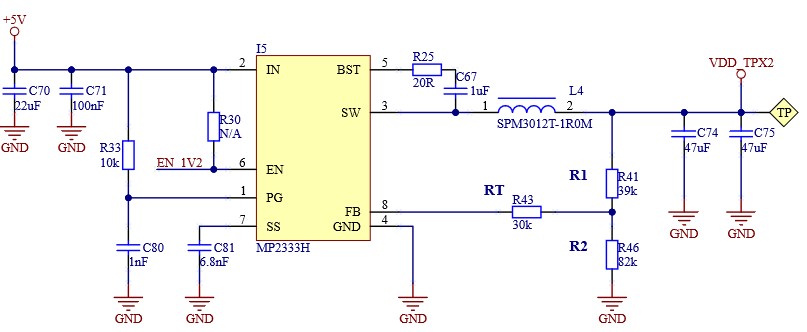 +5V
I5
VDD_TPX2
2 IN
BST 5
R25
20R
C67
1uF
C70
22uF
C71
100nF
R30
N/A
SW 3
1
L4
2
SPM3012T-1R0M
TP
C74
47uF
C75
47uF
GND
GND
R33
10k
EN_1V2
6 EN
1 PG
R1
R41
39k
RT
R43
30k
FB 8
GND 4
7 SS
MP2333H
R2
R46
82k
C80
1nF
C81
6.8nF
GND
GND
GND
GND
GND
GND